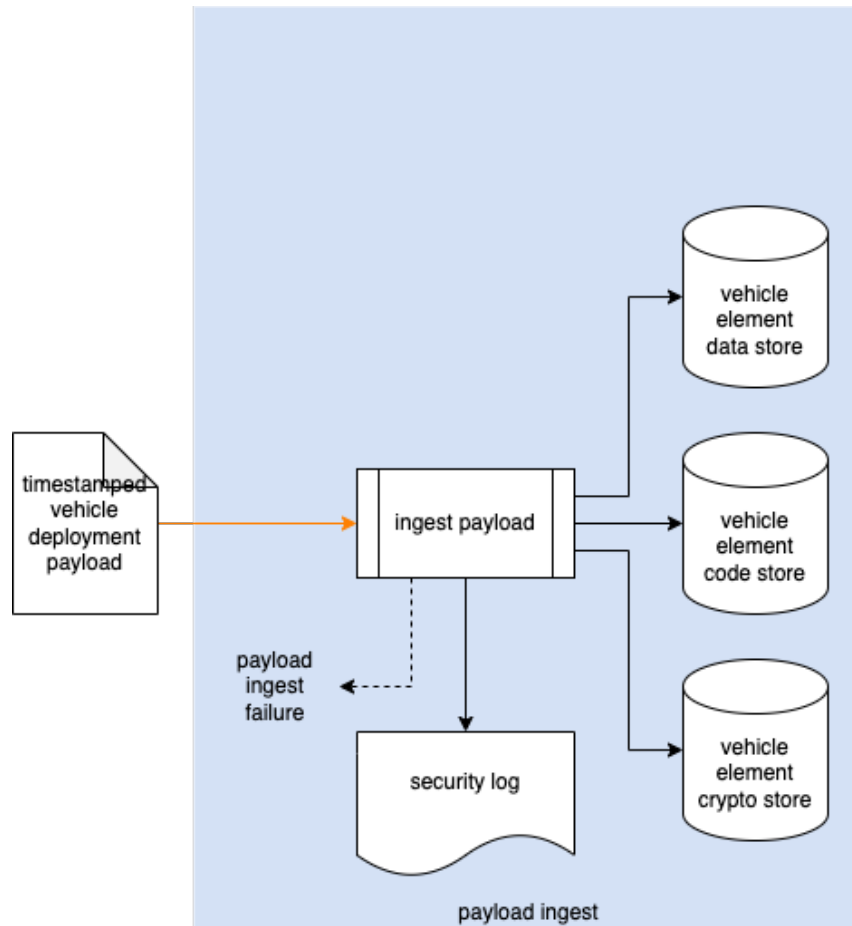 vehicle
element
data store
timestamped
vehicle
deployment
payload
ingest payload
vehicle
element
code store
payload
ingest
failure
security log
vehicle
element
crypto store
payload ingest